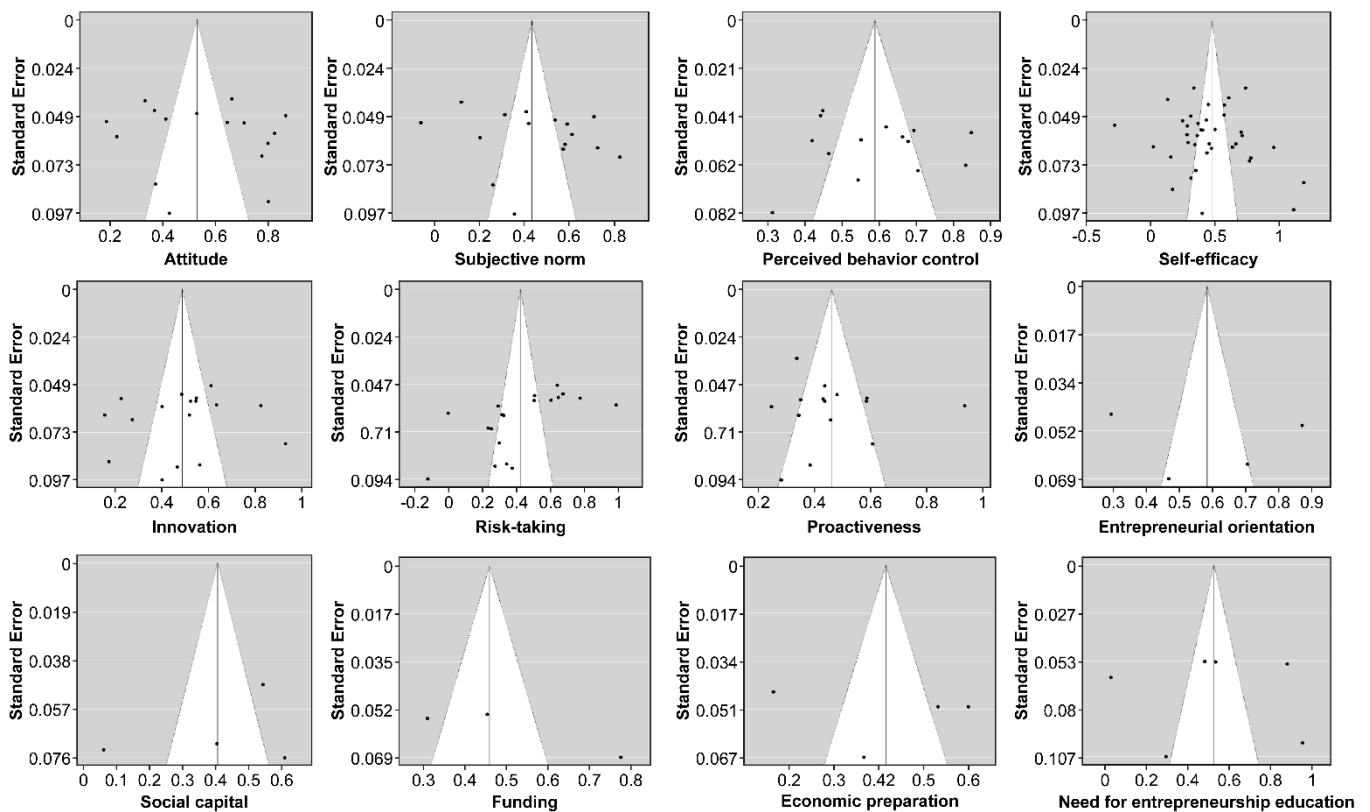 Standard Error
0
0.024
0.049
0.073
0.097
0.2 0.4 0.6 0.8
Attitude
Standard Error
0
0.024
0.049
0.073
0.097
0 0.2 0.4 0.6 0.8
Subjective norm
Standard Error
0
0.021
0.041
0.062
0.082
0.3 0.4 0.5 0.6 0.7 0.8 0.9
Perceived behavior control
Standard Error
0
0.024
0.049
0.073
0.097
-0.5 0 0.5 1
Self-efficacy
Standard Error
0
0.024
0.049
0.073
0.097
0 0.2 0.4 0.6 0.8 1
Innovation
Standard Error
0
0.024
0.047
0.71
0.094
-0.2 0 0.2 0.4 0.6 0.8 1
Risk-taking
Standard Error
0
0.024
0.047
0.71
0.094
0.2 0.4 0.6 0.8 1
Proactiveness
Standard Error
0
0.017
0.034
0.052
0.069
0.3 0.4 0.5 0.6 0.7 0.8 0.9
Entrepreneurial orientation
Standard Error
0
0.019
0.038
0.057
0.076
0 0.1 0.2 0.3 0.4 0.5 0.6
Social capital
Standard Error
0
0.017
0.035
0.052
0.069
0.3 0.4 0.5 0.6 0.7 0.8
Funding
Standard Error
0
0.017
0.034
0.051
0.067
0.2 0.42 0.6
Economic preparation
Standard Error
0
0.027
0.053
0.08
0.107
0 0.2 0.4 0.6 0.8 1
Need for entrepreneurship education